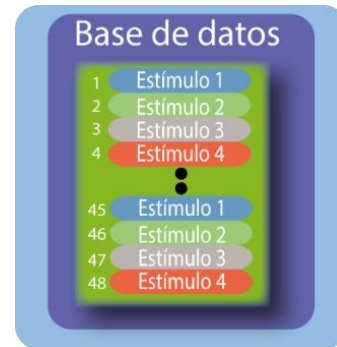 Base de datos
1 Estímulo 1
2 Estímulo 2
3 Estímulo 3
4 Estímulo 4
45 Estímulo 1
46 Estímulo 2
47 Estímulo 3
48 Estímulo 4